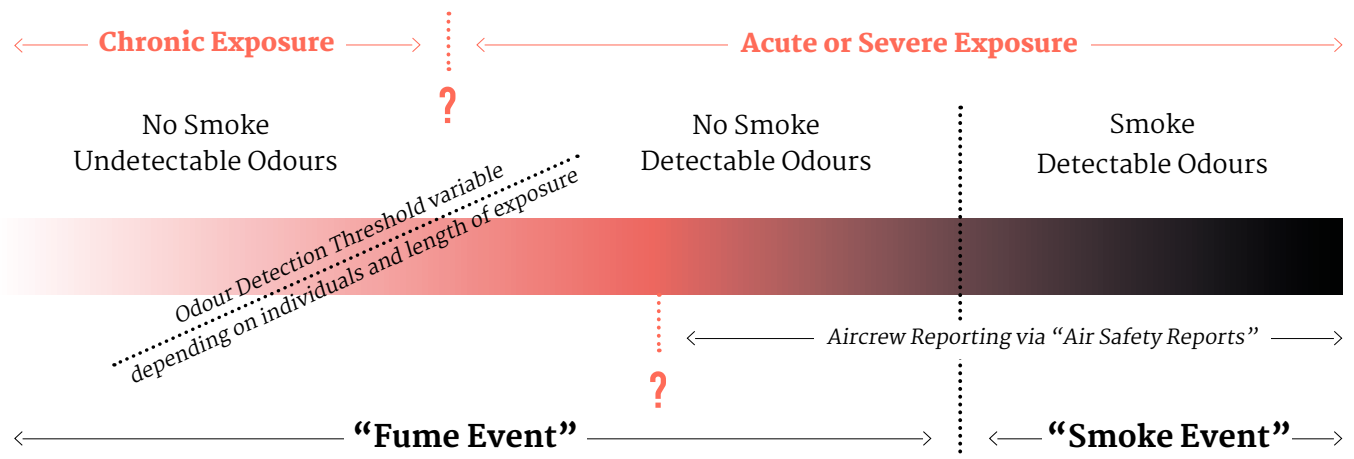 Chronic Exposure
Acute or Severe Exposure
?
No Smoke
Undetectable Odours
No Smoke
Detectable Odours
Smoke
Detectable Odours
Odour Detection Threshold variable
depending on individuals and length of exposure
Aircrew Reporting via “Air Safety Reports”
?
“Fume Event”
“Smoke Event”